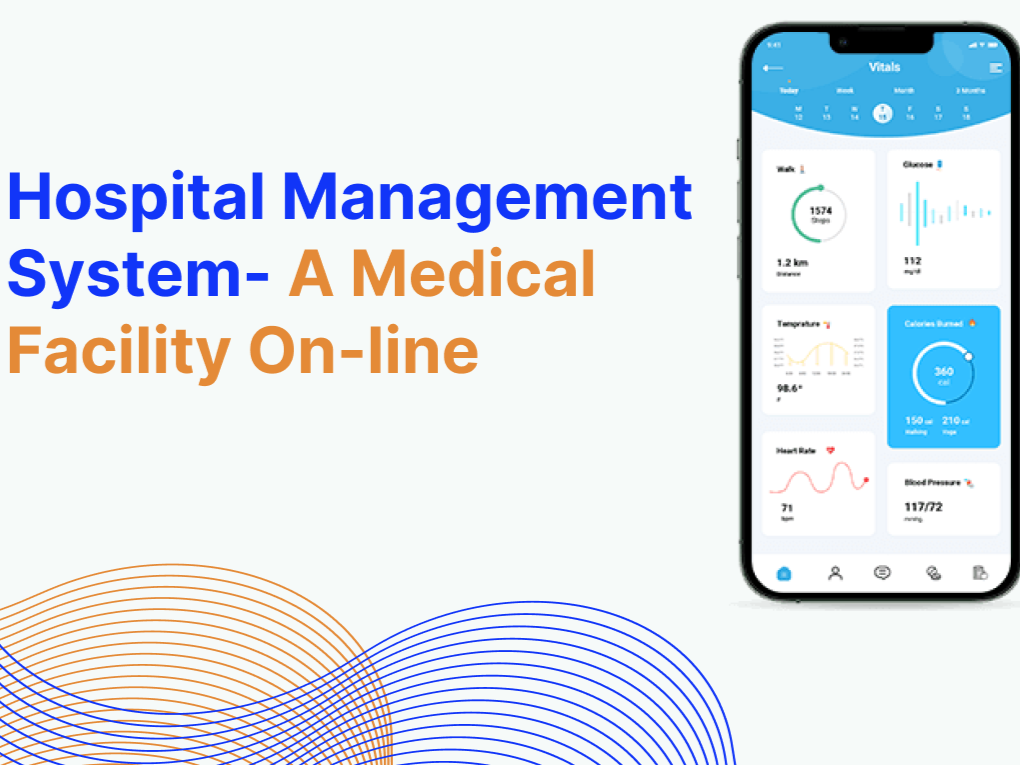 Hospital Management
System- A Medical
Facility On-line
9:41
Vitals
Today Week Month 3 Months
M T W T F S S
12 13 14 15 16 17 18
Walk
1574
Steps
1.2 km
Distance
Glucose
112
mg/dl
Temprature
98.6°
F
Calories Burned
360
cal
150 cal 210 cal
Walking Yoga
Heart Rate
71
bpm
Blood Pressure
117/72
mmhg